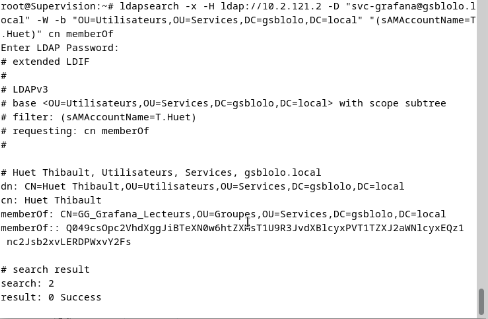 root@Supervision:~# ldapsearch -x -H ldap://10.2.121.2 -D "svc-grafana@gsblolo.l
ocal" -W -b "OU=Utilisateurs,OU=Services,DC=gsblolo,DC=local" "(sAMAccountName=T
.Huet)" cn memberOf
Enter LDAP Password:
# extended LDIF
#
# LDAPv3
# base <OU=Utilisateurs,OU=Services,DC=gsblolo,DC=local> with scope subtree
# filter: (sAMAccountName=T.Huet)
# requesting: cn memberOf
#
# Huet Thibault, Utilisateurs, Services, gsblolo.local
dn: CN=Huet Thibault,OU=Utilisateurs,OU=Services,DC=gsblolo,DC=local
cn: Huet Thibault
memberOf: CN=GG_Grafana_Lecteurs,OU=Groupes,OU=Services,DC=gsblolo,DC=local
memberOf::
nc2Jsb2xvLERDPWxvY2Fs
# search result
search: 2
result: 0 Success